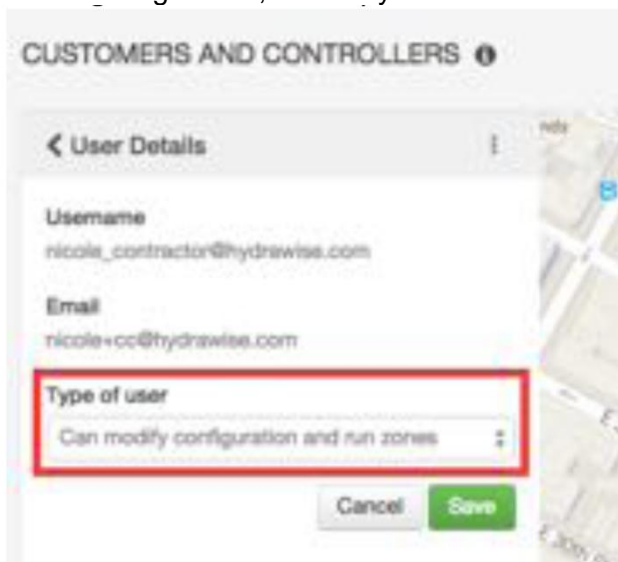 CUSTOMERS AND CONTROLLERS
User Details
Username
nicole_contractor@hydrawise.com
Email
nicole+cc@hydrawise.com
Type of user
Can modify configuration and run zones
Cancel Save